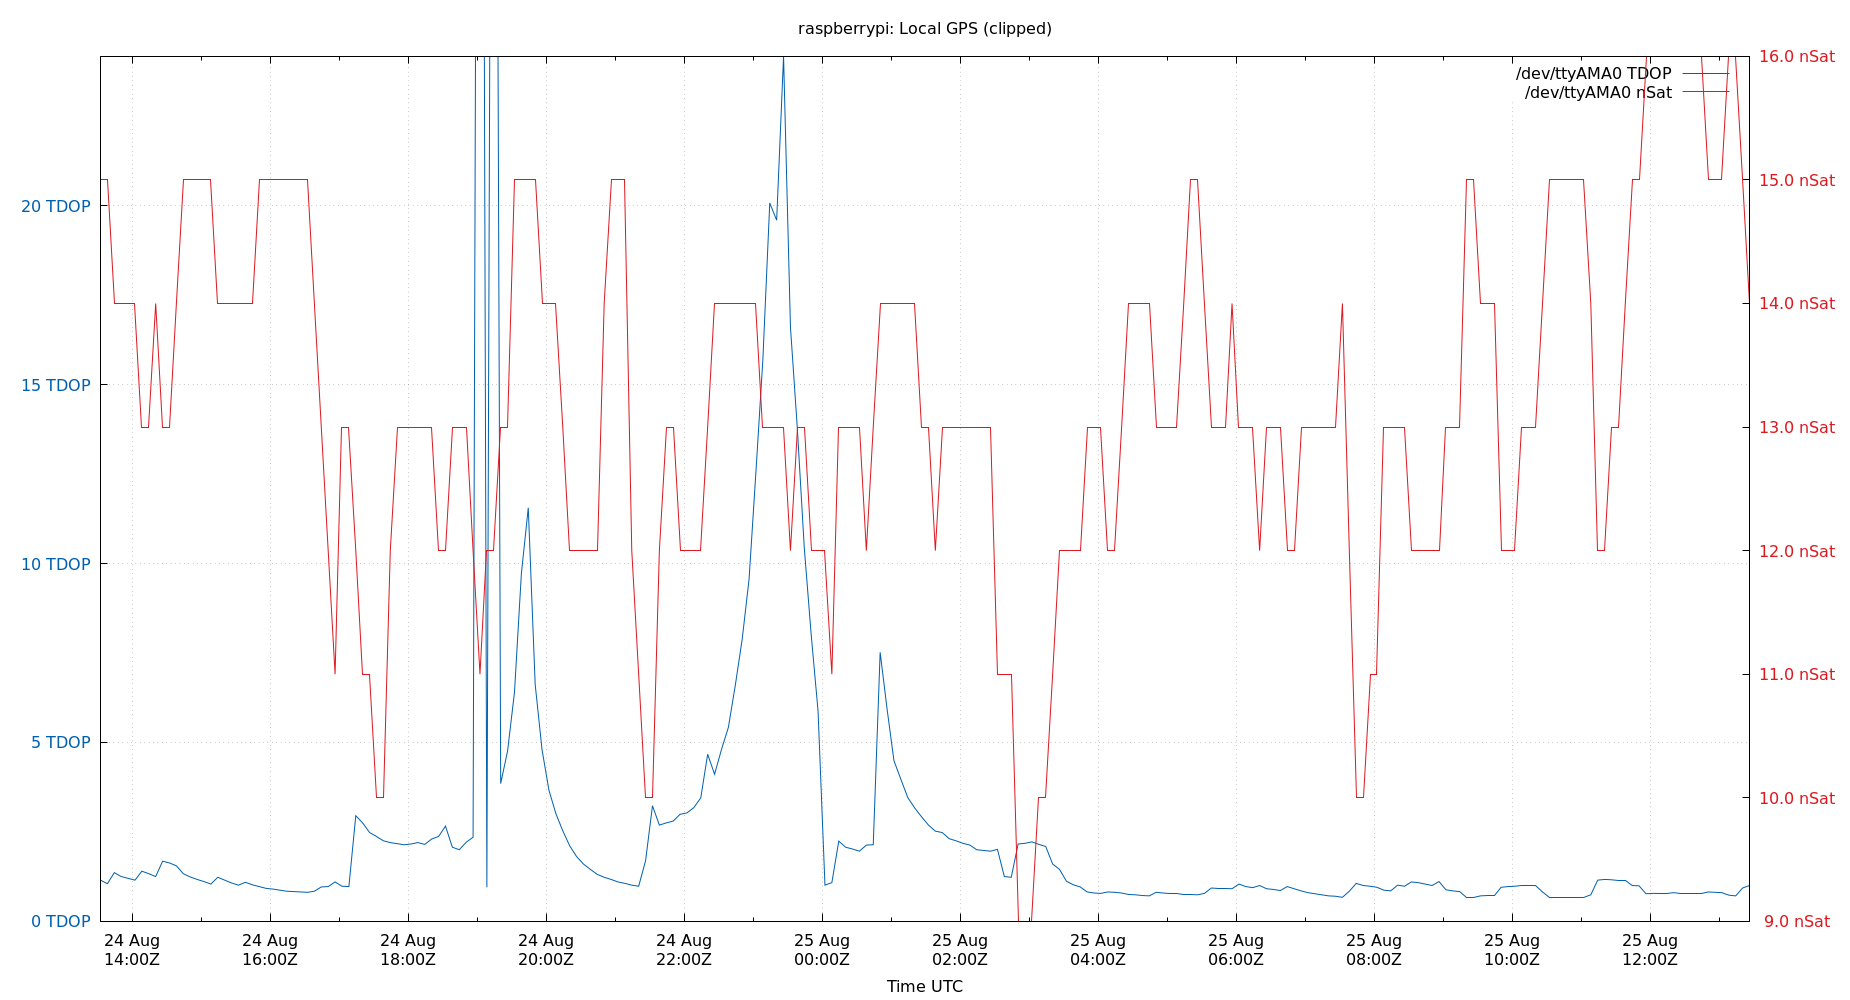 raspberrypi: Local GPS (clipped)
/dev/ttyAMA0 TDOP
/dev/ttyAMA0 nSat
20 TDOP
15 TDOP
10 TDOP
5 TDOP
0 TDOP
16.0 nSat
15.0 nSat
14.0 nSat
13.0 nSat
12.0 nSat
11.0 nSat
10.0 nSat
9.0 nSat
24 Aug
14:00Z
24 Aug
16:00Z
24 Aug
18:00Z
24 Aug
20:00Z
24 Aug
22:00Z
25 Aug
00:00Z
25 Aug
02:00Z
25 Aug
04:00Z
25 Aug
06:00Z
25 Aug
08:00Z
25 Aug
10:00Z
25 Aug
12:00Z
Time UTC